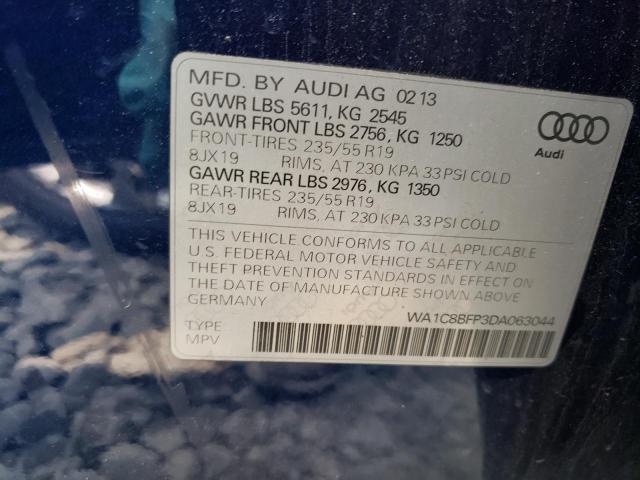 MFD. BY AUDI AG 02 13
GVWR LBS 5611, KG 2545
GAWR FRONT LBS 2756, KG 1250
FRONT-TIRES 235/55 R19
8JX19 RIMS, AT 230 KPA 33 PSI COLD
GAWR REAR LBS 2976, KG 1350
REAR-TIRES 235/55 R19
8JX19 RIMS, AT 230 KPA 33 PSI COLD
Audi
THIS VEHICLE CONFORMS TO ALL APPLICABLE
U.S. FEDERAL MOTOR VEHICLE SAFETY AND
THEFT PREVENTION STANDARDS IN EFFECT ON
THE DATE OF MANUFACTURE SHOWN ABOVE
GERMANY
WA1C8BFP3DA063044
TYPE
MPV